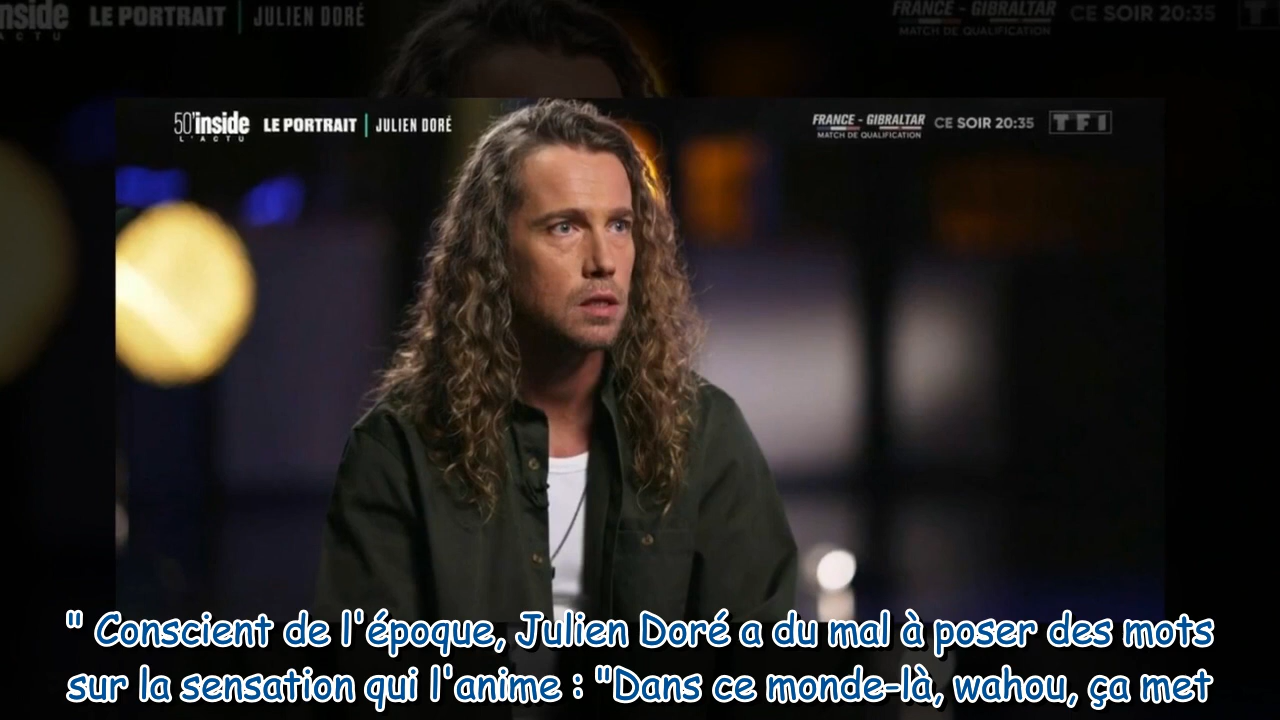 nside LE PORTRAIT | JULIEN DORÉ
ACTU
FRANCE - GIBRALTAR CE SOIR 20:35
MATCH DE QUALIFICATION
50'inside LE PORTRAIT | JULIEN DORÉ
L'ACTU
FRANCE - GIBRALTAR CE SOIR 20:35 TF1
MATCH DE QUALIFICATION
" Conscient de l'époque, Julien Doré a du mal à poser des mots
sur la sensation qui l'anime : "Dans ce monde-là, wahou, ça met